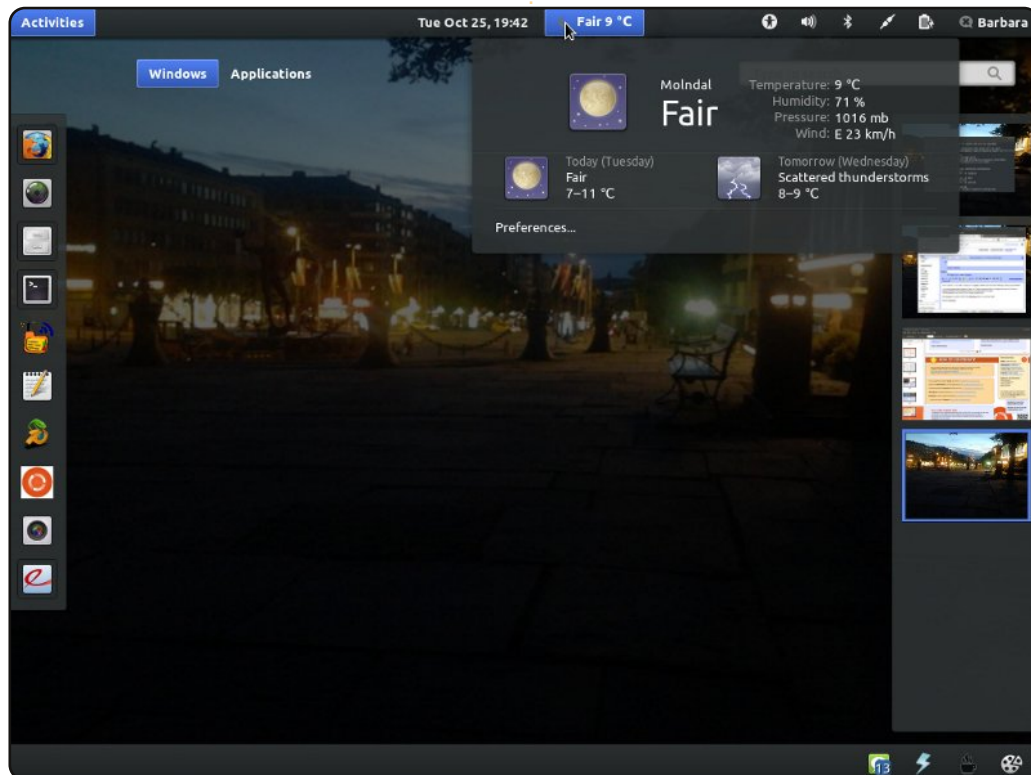 Activities
Tue Oct 25, 19:42
Fair 9 °C
Barbara
Windows
Applications
Molndal
Fair
Temperature: 9 °C
Humidity: 71 %
Pressure: 1016 mb
Wind: E 23 km/h
Today (Tuesday)
Fair
7–11 °C
Tomorrow (Wednesday)
Scattered thunderstorms
8–9 °C
Preferences...
13